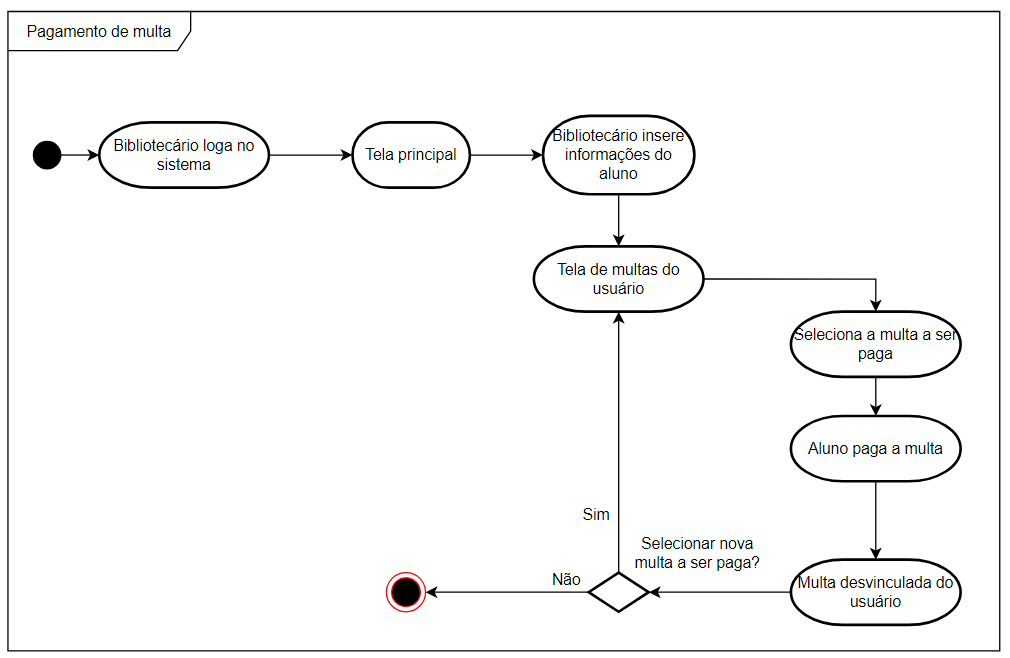 Pagamento de multa
Bibliotecário loga no
sistema
Tela principal
Bibliotecário insere
informações do
aluno
Tela de multas do
usuário
Seleciona a multa a ser
paga
Aluno paga a multa
Multa desvinculada do
usuário
Selecionar nova
multa a ser paga?
Sim
Não